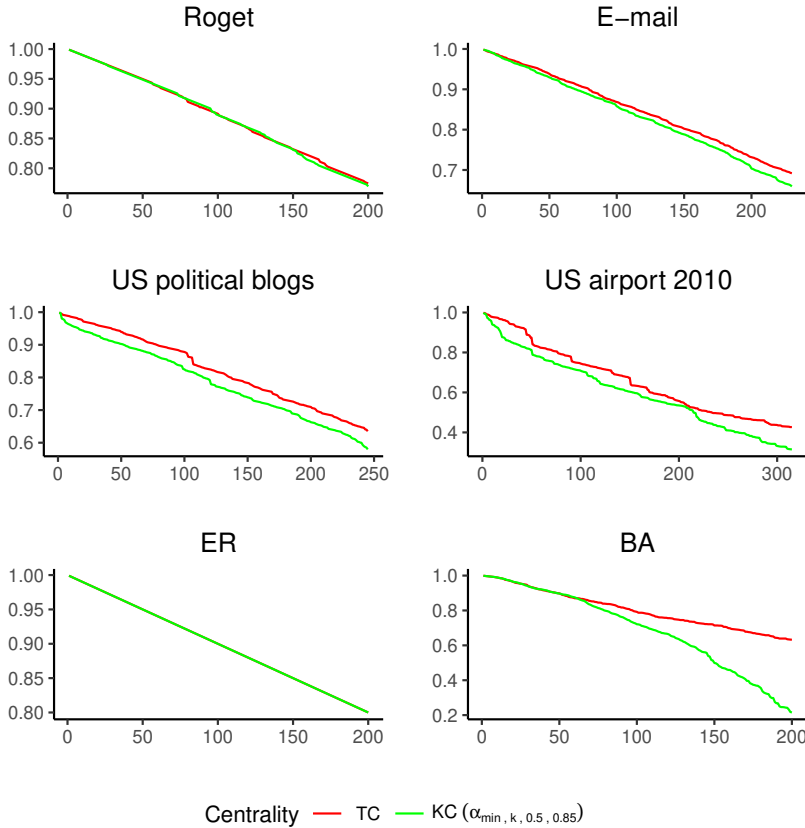 Roget
E−mail
1.00
0.95
0.90
0.85
0.80
0 50 100 150 200
1.0
0.9
0.8
0.7
0 50 100 150 200
US political blogs
US airport 2010
1.0
0.9
0.8
0.7
0.6
0 50 100 150 200 250
1.0
0.8
0.6
0.4
0 100 200 300
ER
BA
1.00
0.95
0.90
0.85
0.80
0 50 100 150 200
1.0
0.8
0.6
0.4
0.2
0 50 100 150 200
Centrality TC KC (αmin , k , 0.5 , 0.85)